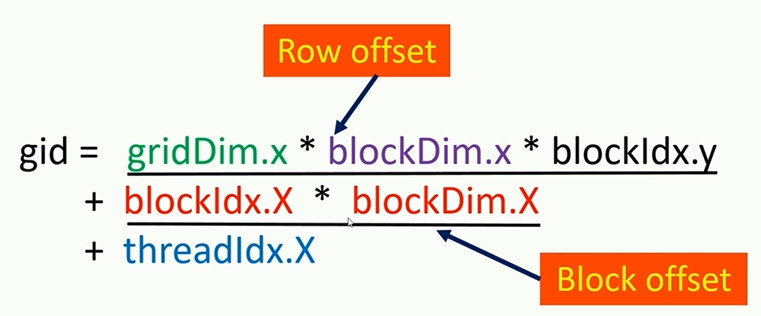 Row offset
gid = gridDim.x * blockDim.x * blockIdx.y
+ blockIdx.X * blockDim.X
+ threadIdx.X
Block offset